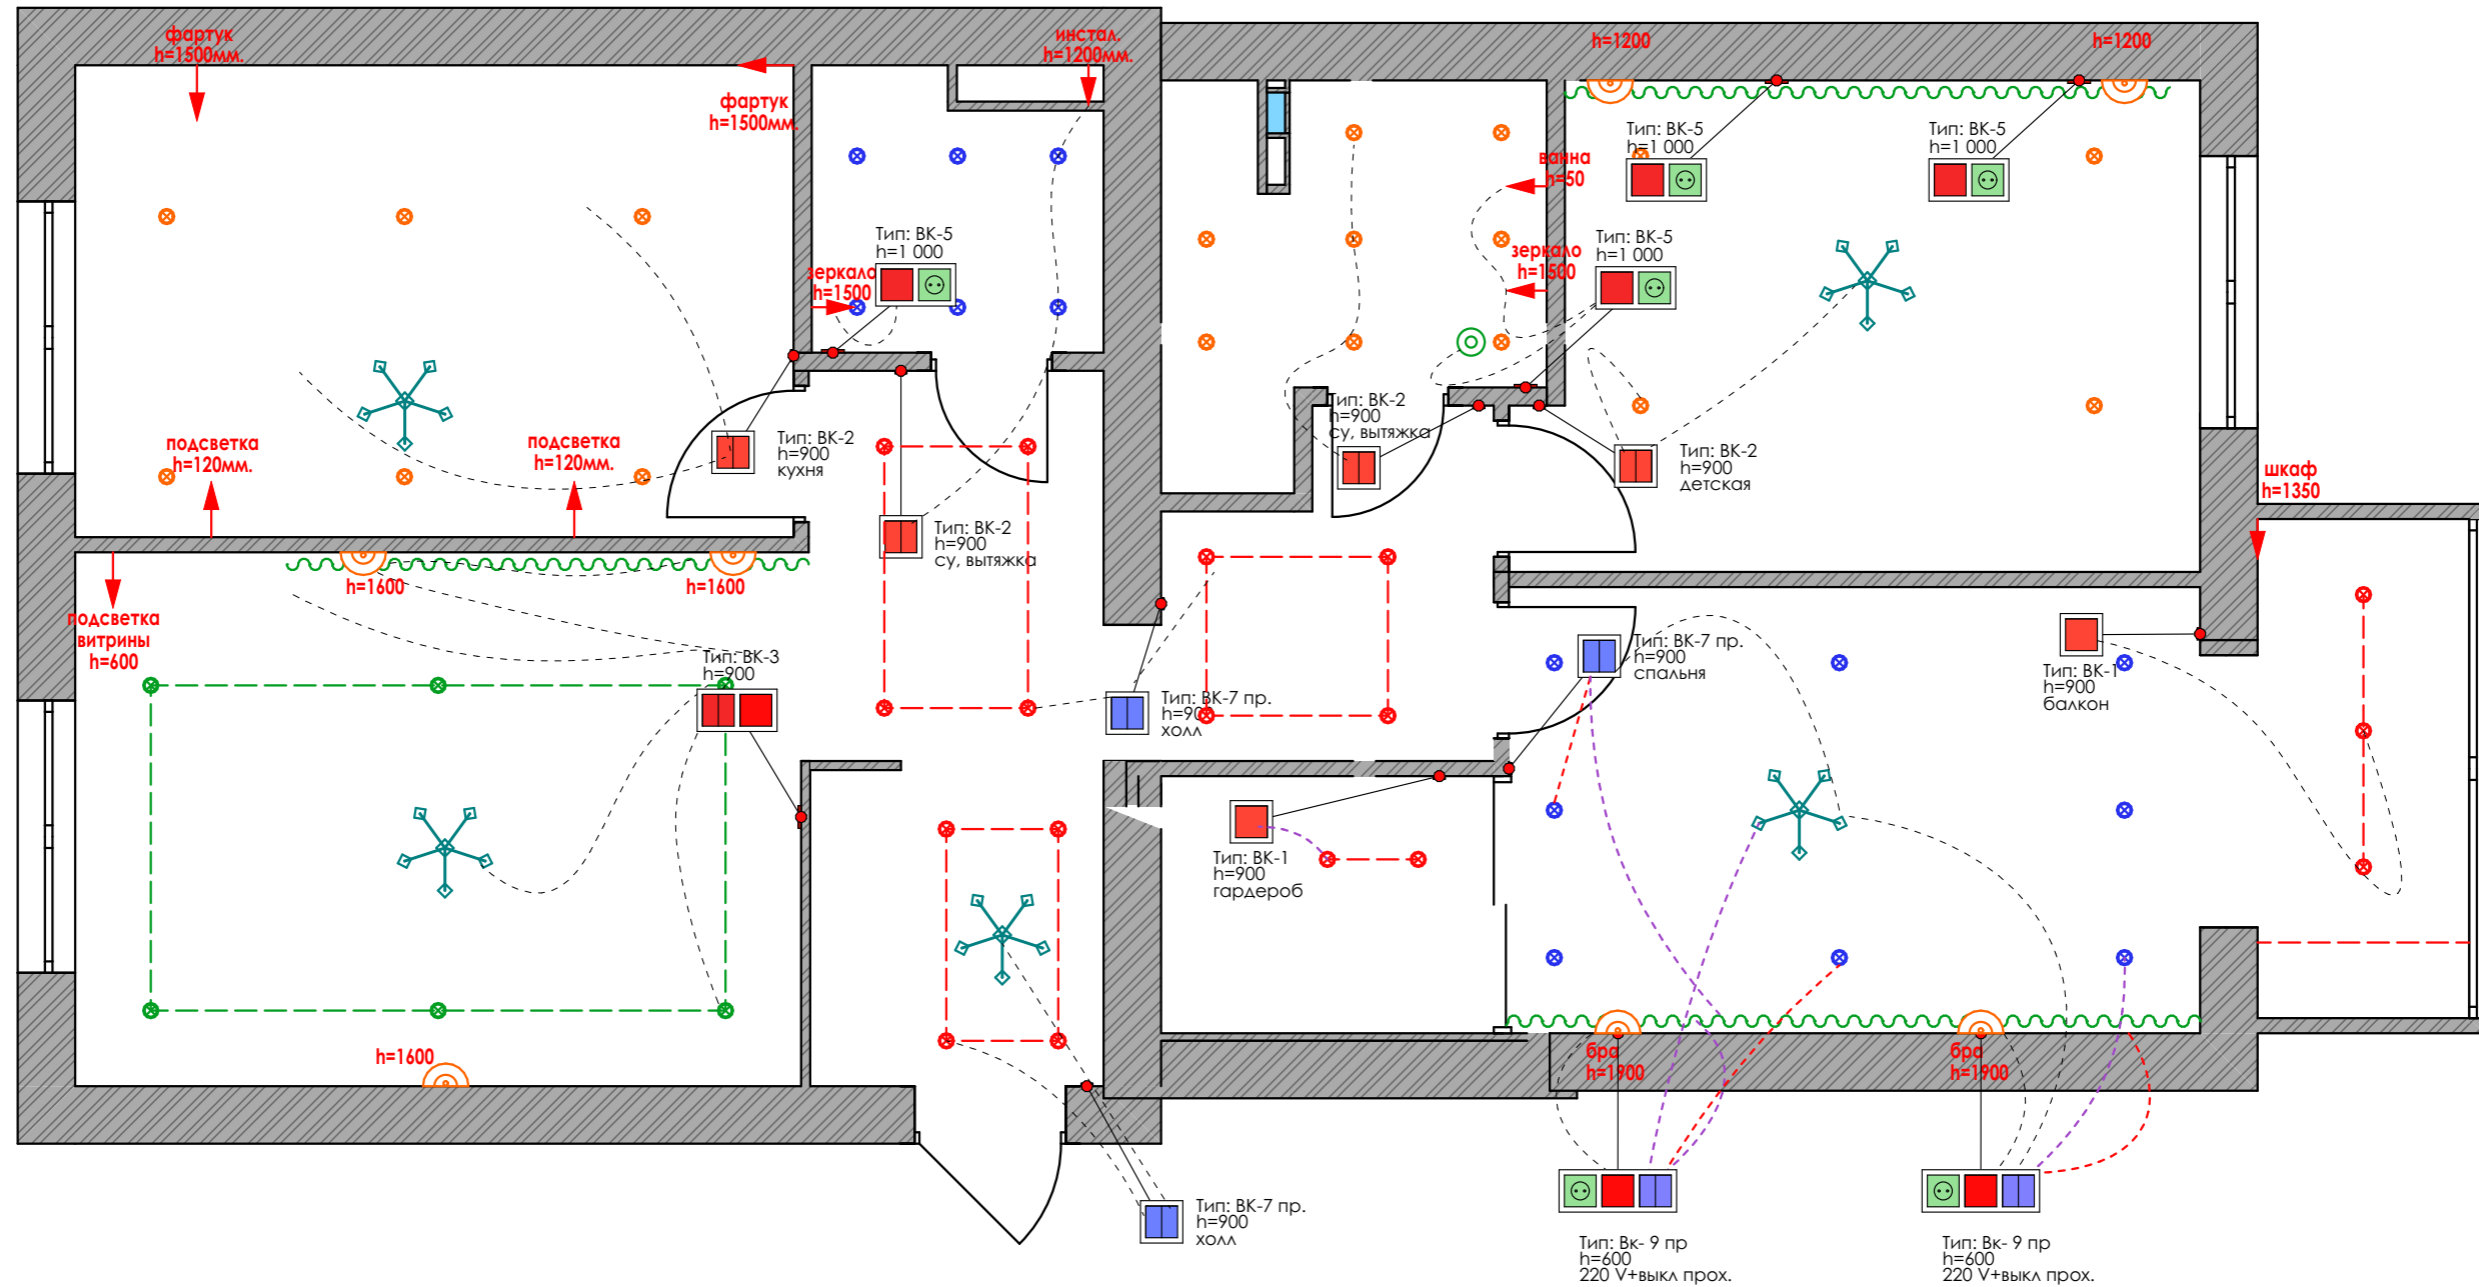 фартук
h=1500мм.
инстал.
h=1200мм.
h=1200
h=1200
фартук
h=1500мм.
Тип: ВК-5
h=1 000
Тип: ВК-5
h=1 000
ванна
h=50
Тип: ВК-5
h=1 000
Тип: ВК-5
h=1 000
зеркало
h=1500
зеркало
h=1500
Тип: ВК-2
h=900
су, вытяжка
подсветка
h=120мм.
подсветка
h=120мм.
Тип: ВК-2
h=900
кухня
Тип: ВК-2
h=900
детская
шкаф
h=1350
Тип: ВК-2
h=900
су, вытяжка
h=1600
h=1600
подсветка
витрины
h=600
Тип: ВК-3
h=900
Тип: ВК-7 пр.
h=900
холл
Тип: ВК-7 пр.
h=900
спальня
Тип: ВК-1
h=900
балкон
Тип: ВК-1
h=900
гардероб
h=1600
бра
h=1900
бра
h=1900
Тип: ВК-7 пр.
h=900
холл
Тип: Вк- 9 пр
h=600
220 V+выкл прох.
Тип: Вк- 9 пр
h=600
220 V+выкл прох.